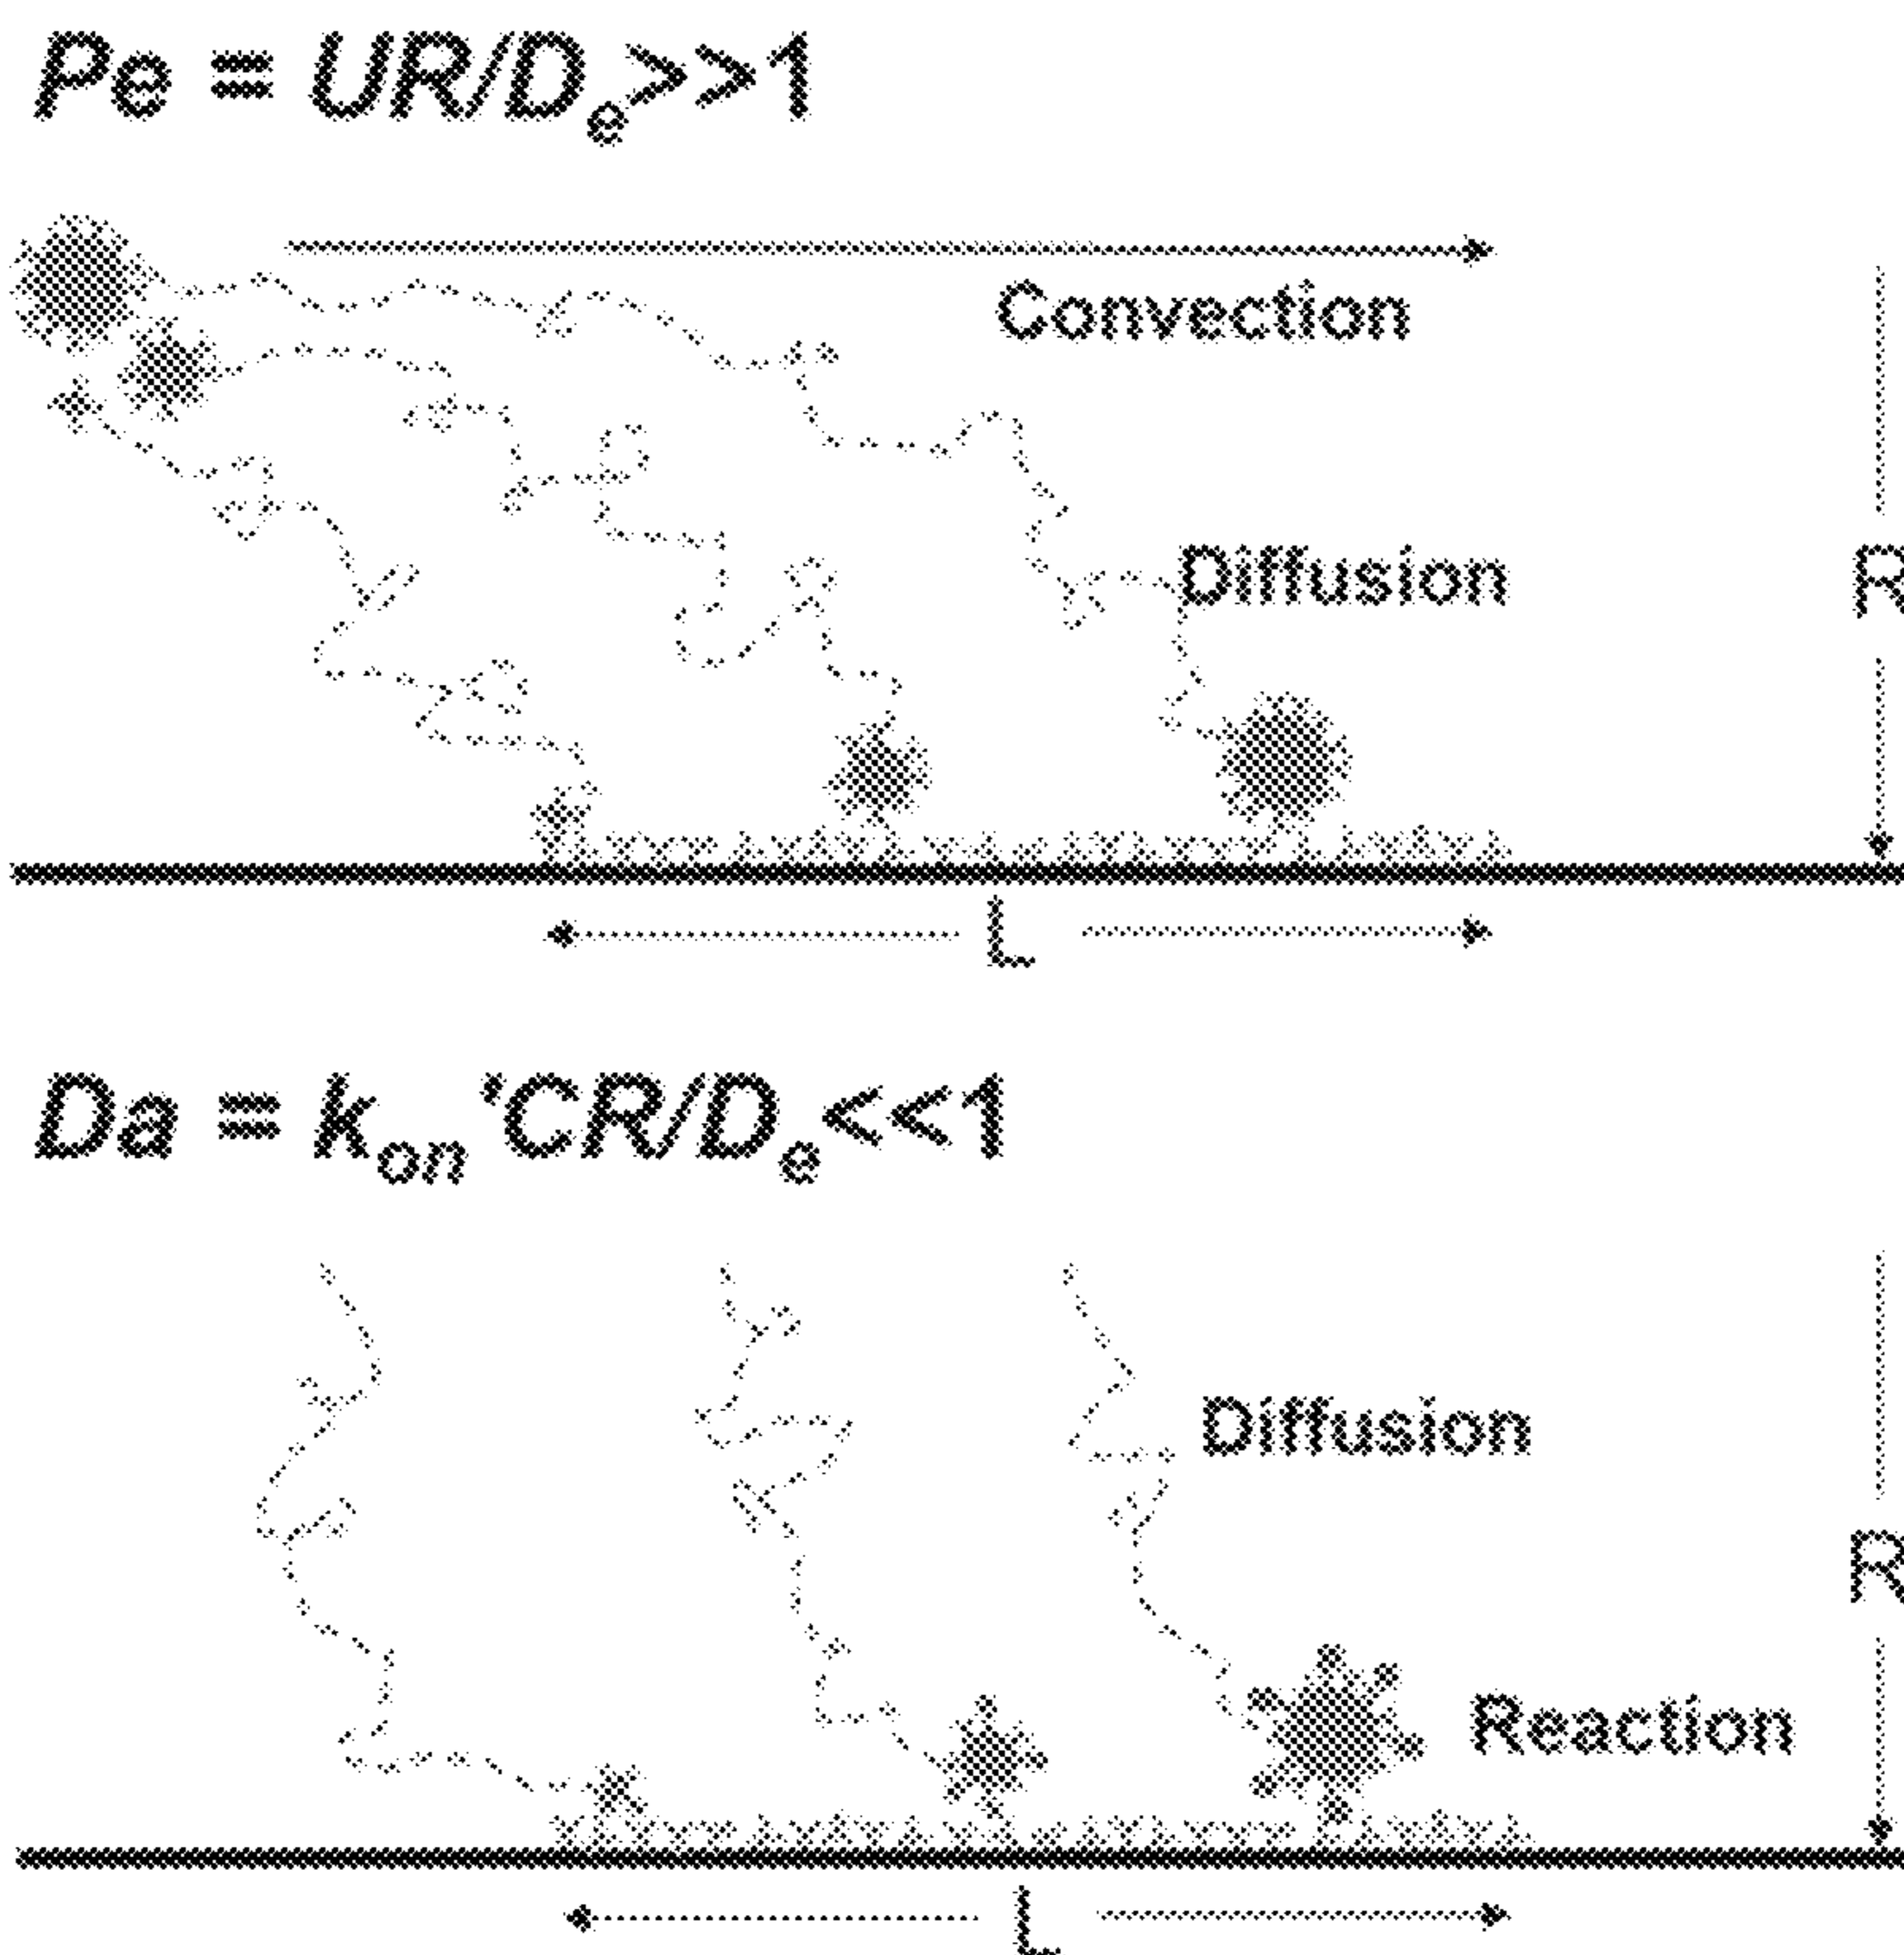 Pe = UR/Dₑ>>1
Convection
Diffusion
R
L
Da = kₒₙ 'CR/Dₑ<<1
Diffusion
R
Reaction
L